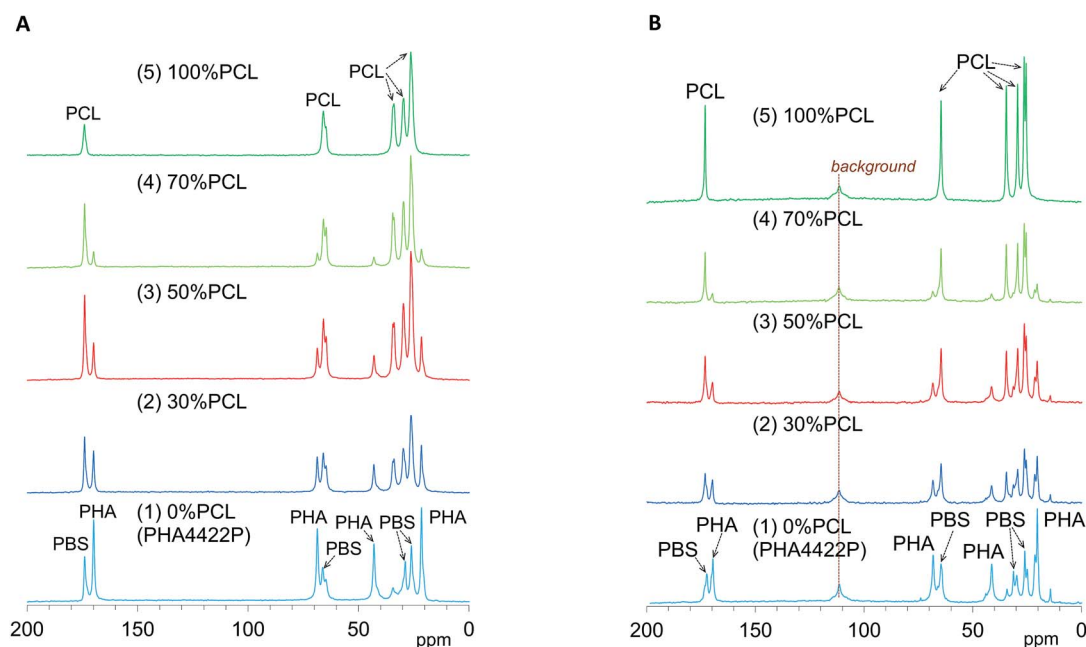 A
(5) 100%PCL
PCL
PCL
PCL
(4) 70%PCL
(3) 50%PCL
(2) 30%PCL
(1) 0%PCL
(PHA4422P)
PBS
PHA
PHA
PBS
PHA
PBS
PHA
200
150
100
50
0
ppm
B
PCL
PCL
(5) 100%PCL
background
(4) 70%PCL
(3) 50%PCL
(2) 30%PCL
(1) 0%PCL
(PHA4422P)
PBS
PHA
PHA
PBS
PHA
PBS
PHA
200
150
100
50
0
ppm